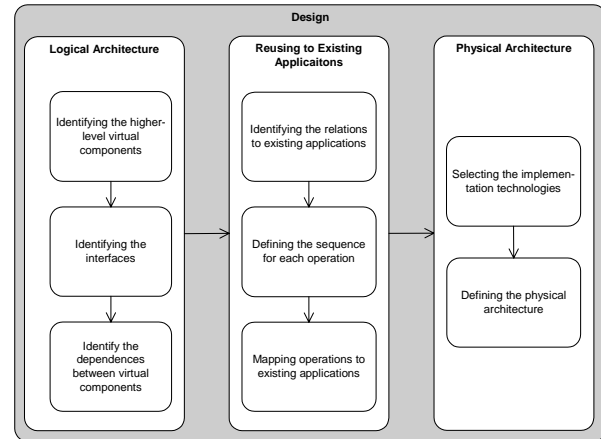 Design
Logical Architecture
Identifying the higher-
level virtual
components
Identifying the
interfaces
Identify the
dependences
between virtual
components
Reusing to Existing
Applicaitons
Identifying the relations
to existing applications
Defining the sequence
for each operation
Mapping operations to
existing applications
Physical Architecture
Selecting the implemen-
tation technologies
Defining the physical
architecture